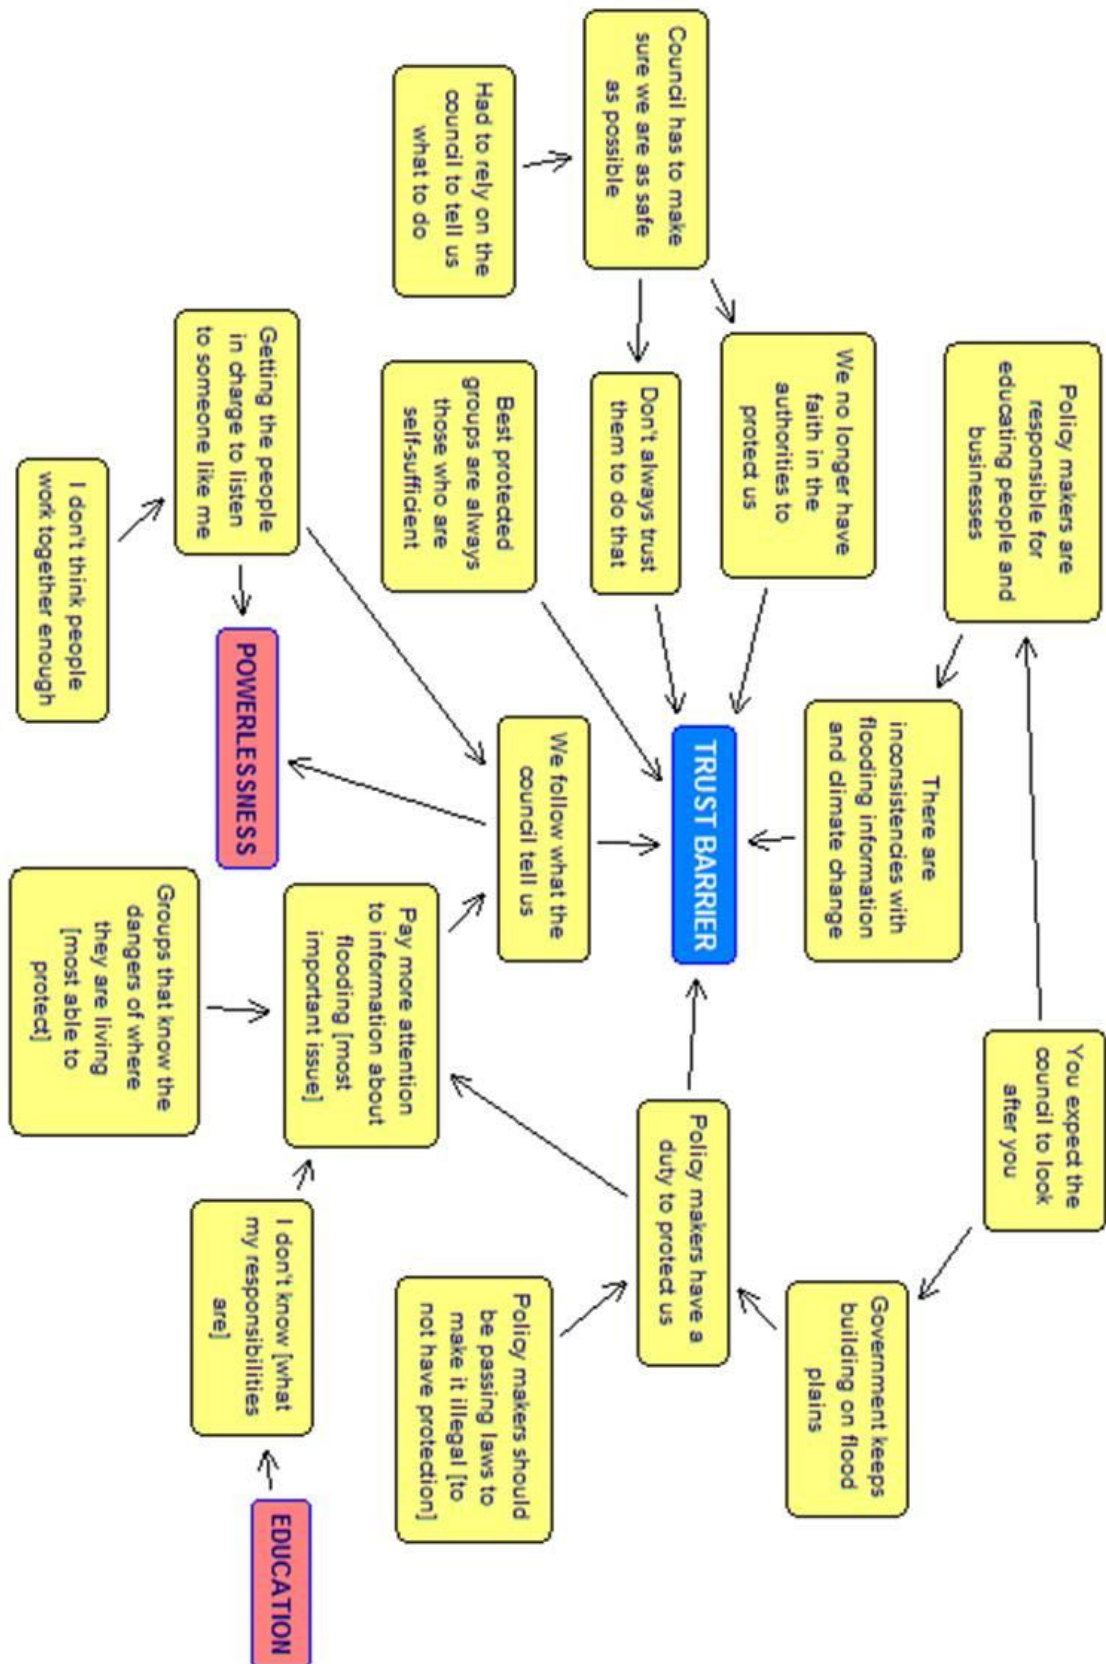 Policy makers are
responsible for
educating people and
businesses
You expect the
council to look
after you
There are
inconsistencies with
flooding information
and climate change
Government keeps
building on flood
plains
We no longer have
faith in the
authorities to
protect us
Council has to make
sure we are as safe
as possible
Don't always trust
them to do that
TRUST BARRIER
Policy makers have a
duty to protect us
Had to rely on the
council to tell us
what to do
Best protected
groups are always
those who are
self-sufficient
We follow what the
council tell us
Policy makers should
be passing laws to
make it illegal [to
not have protection]
Getting the people
in charge to listen
to someone like me
POWERLESSNESS
Pay more attention
to information about
flooding [most
important issue]
I don't know [what
my responsibilities
are]
EDUCATION
I don't think people
work together enough
Groups that know the
dangers of where
they are living
[most able to
protect]